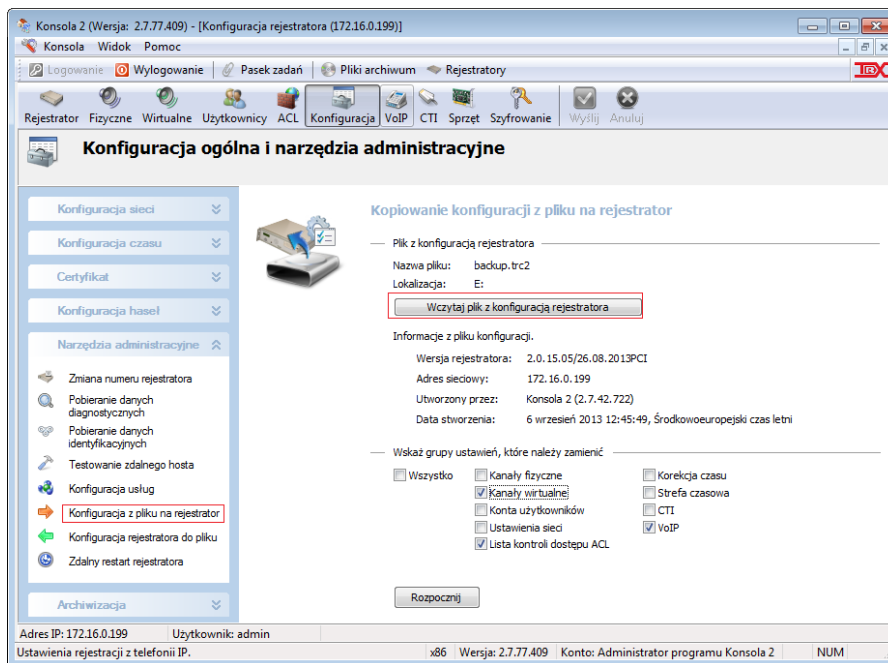 Konsola 2 (Wersja: 2.7.77.409) - [Konfiguracja rejestratora (172.16.0.199)]
Konsola Widok Pomoc
Logowanie Wylogowanie Pasek zadań Pliki archiwum Rejestratory
TRX
Rejestrator Fizyczne Wirtualne Użytkownicy ACL Konfiguracja VoIP CTI Sprzęt Szyfrowanie Wyślij Anuluj
Konfiguracja ogólna i narzędzia administracyjne
Konfiguracja sieci
Konfiguracja czasu
Certyfikat
Konfiguracja haseł
Narzędzia administracyjne
Zmiana numeru rejestratora
Pobieranie danych
diagnostycznych
Pobieranie danych
identyfikacyjnych
Testowanie zdalnego hosta
Konfiguracja usług
Konfiguracja z pliku na rejestrator
Konfiguracja rejestratora do pliku
Zdalny restart rejestratora
Archiwizacja
Kopiowanie konfiguracji z pliku na rejestrator
Plik z konfiguracją rejestratora
Nazwa pliku: backup.trc2
Lokalizacja: E:
Wczytaj plik z konfiguracją rejestratora
Informacje z pliku konfiguracji.
Wersja rejestratora: 2.0.15.05/26.08.2013PCI
Adres sieciowy: 172.16.0.199
Utworzony przez: Konsola 2 (2.7.42.722)
Data stworzenia: 6 wrzesień 2013 12:45:49, Środkowoeuropejski czas letni
Wskaż grupy ustawień, które należy zamienić
Wszystko Kanały fizyczne Korekcja czasu
Kanały wirtualne Strefa czasowa
Konta użytkowników CTI
Ustawienia sieci VoIP
Lista kontroli dostępu ACL
Rozpocznij
Adres IP: 172.16.0.199 Użytkownik: admin
Ustawienia rejestracji z telefonii IP. x86 Wersja: 2.7.77.409 Konto: Administrator programu Konsola 2 NUM